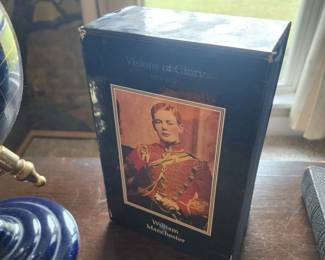 Visions of Glory
William
Manchester